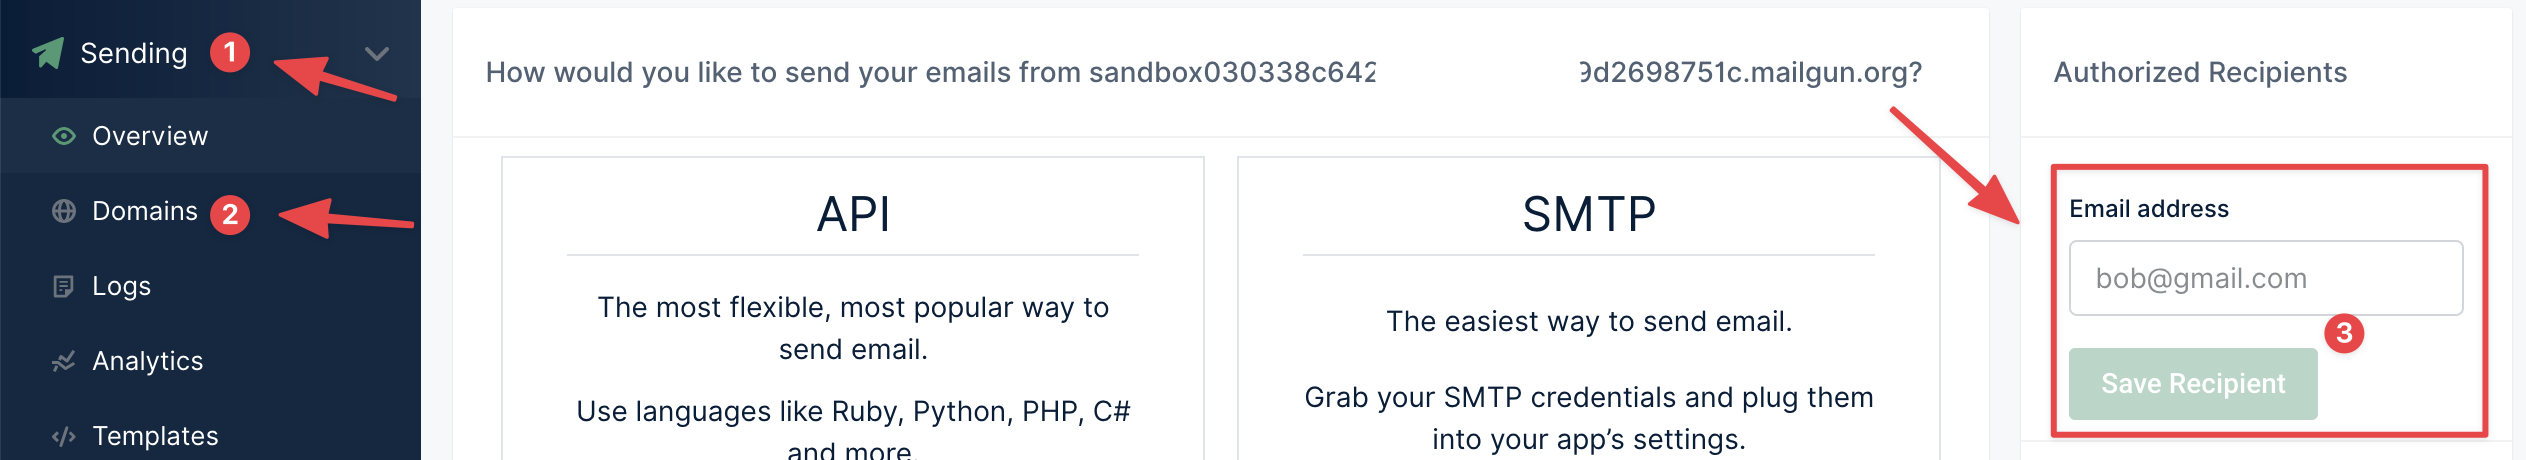 Sending 1
Overview
Domains 2
Logs
Analytics
Templates
How would you like to send your emails from sandbox030338c642 9d2698751c.mailgun.org?
API
The most flexible, most popular way to
send email.
Use languages like Ruby, Python, PHP, C#
and more.
SMTP
The easiest way to send email.
Grab your SMTP credentials and plug them
into your app’s settings.
Authorized Recipients
Email address
bob@gmail.com
3
Save Recipient